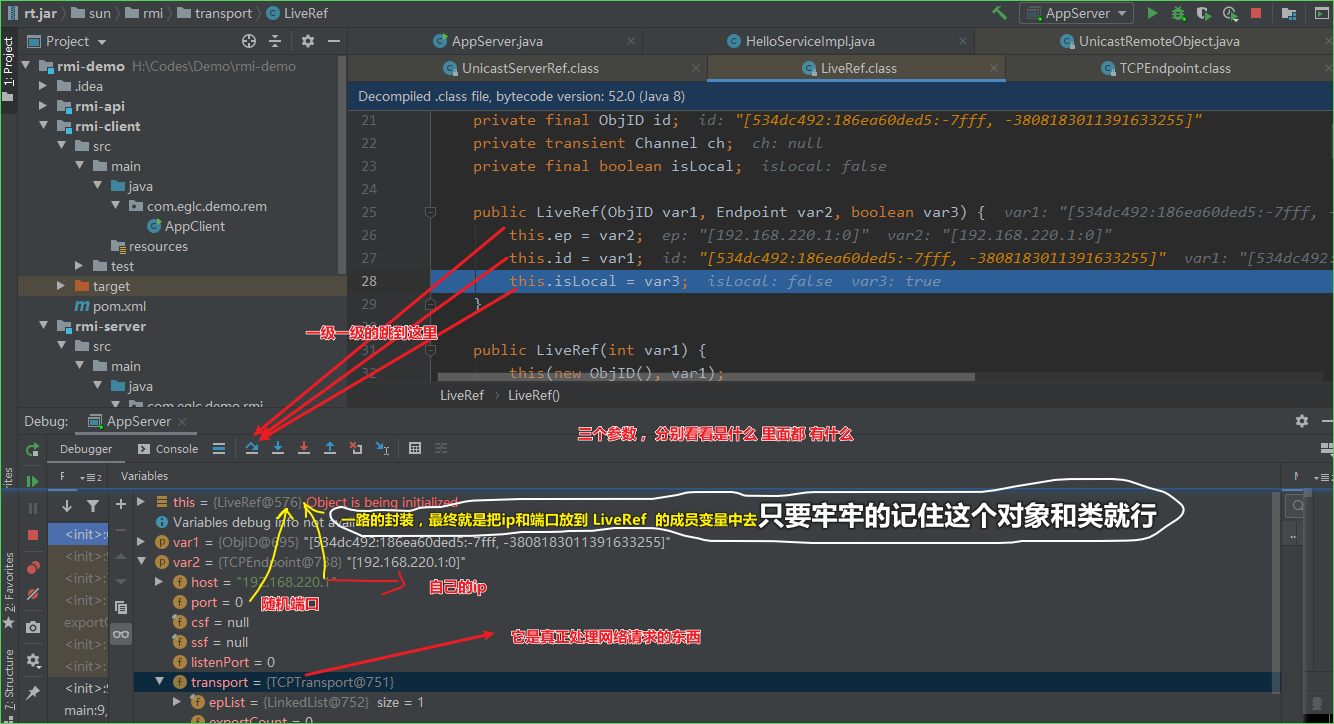 rt.jar sun rmi transport LiveRef AppServer
Project
AppServer.java HelloServiceImpl.java UnicastRemoteObject.java
UnicastServerRef.class LiveRef.class TCPEndpoint.class
Decompiled .class file, bytecode version: 52.0 (Java 8)
1: Project
rmi-demo H:\Codes\Demo\rmi-demo
.idea
rmi-api
rmi-client
src
main
java
com.eglc.demo.rem
AppClient
resources
test
target
pom.xml
rmi-server
src
main
java
com.eglc.demo.rmi
21 private final ObjID id; id: "[534dc492:186ea60ded5:-7fff, -3808183011391633255]"
22 private transient Channel ch; ch: null
23 private final boolean isLocal; isLocal: false
24
25 public LiveRef(ObjID var1, Endpoint var2, boolean var3) { var1: "[534dc492:186ea60ded5:-7fff, -
26 this.ep = var2; ep: "[192.168.220.1:0]" var2: "[192.168.220.1:0]"
27 this.id = var1; id: "[534dc492:186ea60ded5:-7fff, -3808183011391633255]" var1: "[534dc492
28 this.isLocal = var3; isLocal: false var3: true
29 }
一级一级的跳到这里
31 public LiveRef(int var1) {
32 this(new ObjID(), var1);
LiveRef LiveRef()
Debug: AppServer
三个参数，分别看看是什么 里面都 有什么
Debugger Console
F 2 Variables
this = {LiveRef@576} Object is being initialized
Variables debug info not a
一路的封装，最终就是把ip和端口放到 LiveRef 的成员变量中去
只要牢牢的记住这个对象和类就行
var1 = {ObjID@695} "[534dc492:186ea60ded5:-7fff, -3808183011391633255]"
var2 = {TCPEndpoint@738} "[192.168.220.1:0]"
host = "192.168.220.1"
自己的ip
port = 0
随机端口
csf = null
ssf = null
它是真正处理网络请求的东西
listenPort = 0
transport = {TCPTransport@751}
epList = {LinkedList@752} size = 1
exportCount = 0
<init>:
<init>:
<init>:
<init>:
export
<init>:
<init>:
<init>:
main:9,
2: Favorites
7: Structure